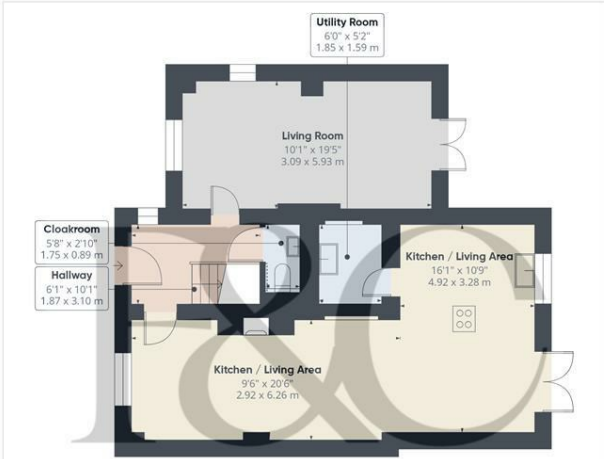 Utility Room
6'0" x 5'2"
1.85 x 1.59 m
Living Room
10'1" x 19'5"
3.09 x 5.93 m
Cloakroom
5'8" x 2'10"
1.75 x 0.89 m
Hallway
6'1" x 10'1"
1.87 x 3.10 m
Kitchen / Living Area
16'1" x 10'9"
4.92 x 3.28 m
Kitchen / Living Area
9'6" x 20'6"
2.92 x 6.26 m
F&C